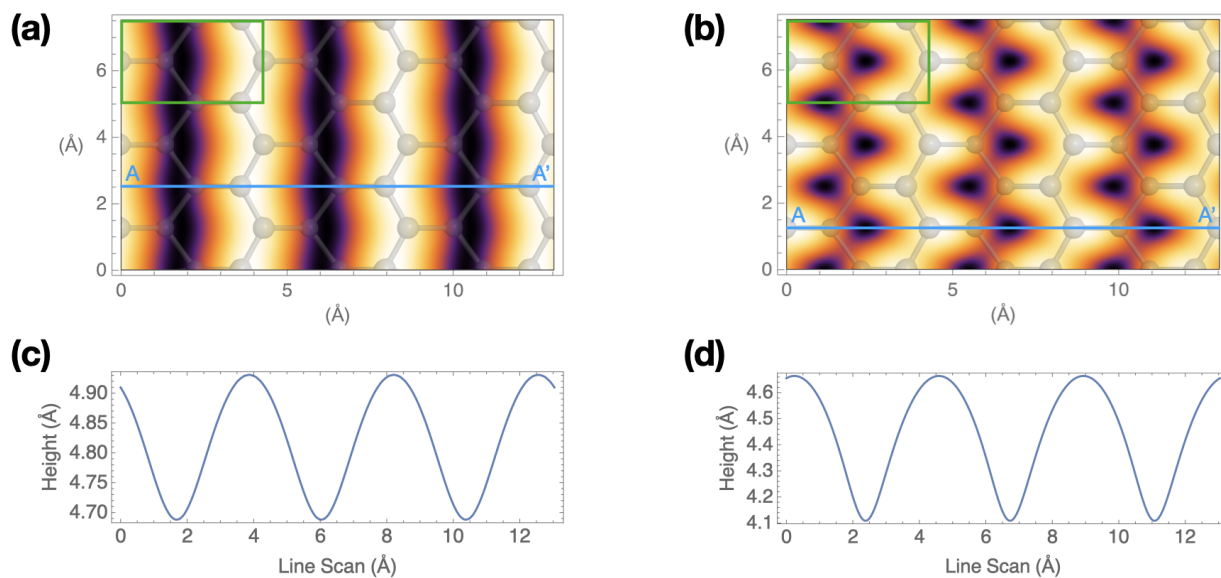 (a)
(b)
6
4
2
0
(Å)
A
A'
0
5
10
(Å)
6
4
2
0
(Å)
A
A'
0
5
10
(Å)
(c)
(d)
4.90
4.85
4.80
4.75
4.70
Height (Å)
0 2 4 6 8 10 12
Line Scan (Å)
4.6
4.5
4.4
4.3
4.2
4.1
Height (Å)
0 2 4 6 8 10 12
Line Scan (Å)